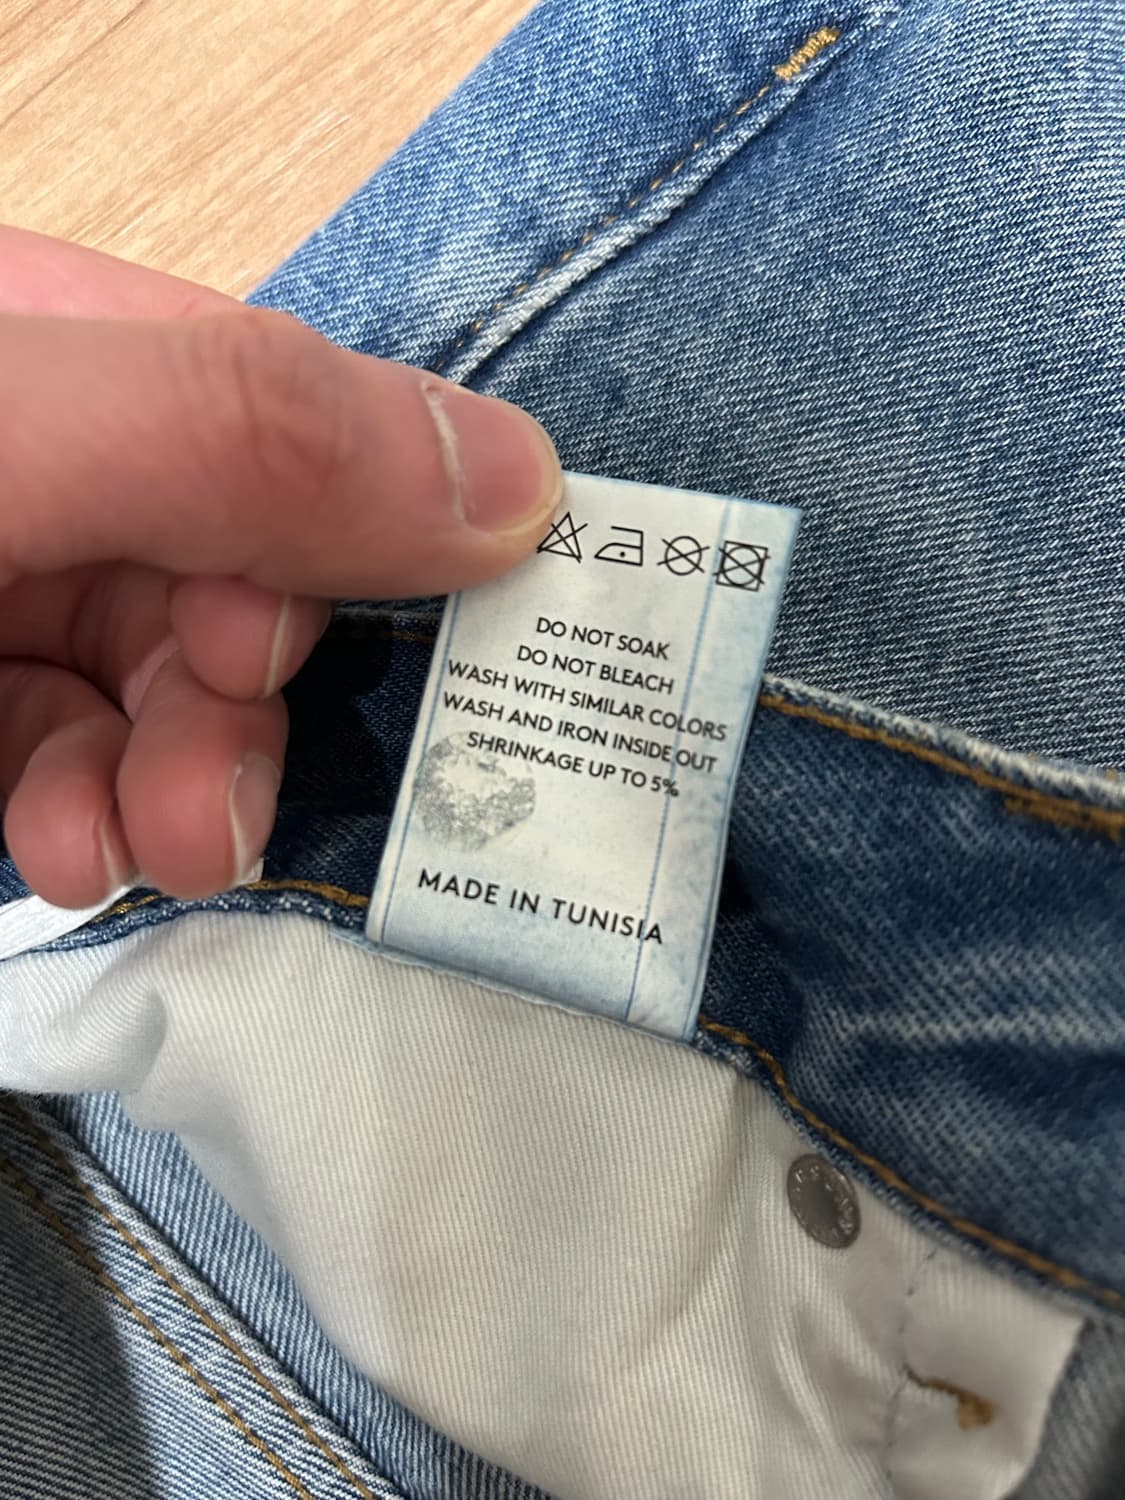 DO NOT SOAK
DO NOT BLEACH
WASH WITH SIMILAR COLORS
WASH AND IRON INSIDE OUT
SHRINKAGE UP TO 5%
MADE IN TUNISIA